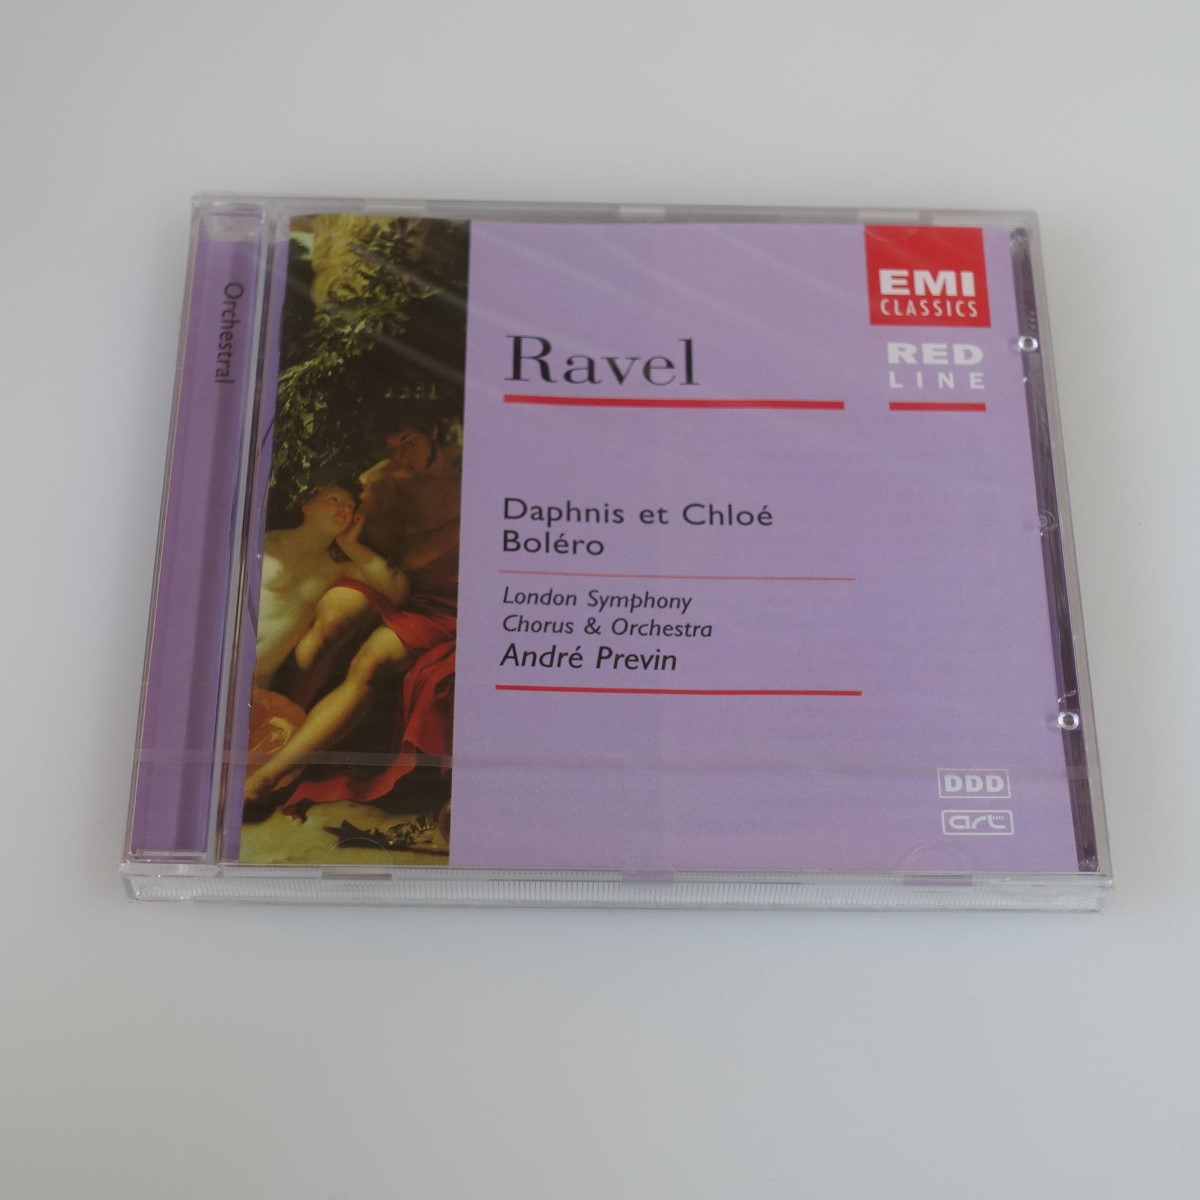 Orchestral
EMI
CLASSICS
RED
LINE
Ravel
Daphnis et Chloé
Boléro
London Symphony
Chorus & Orchestra
André Previn
DDD
art